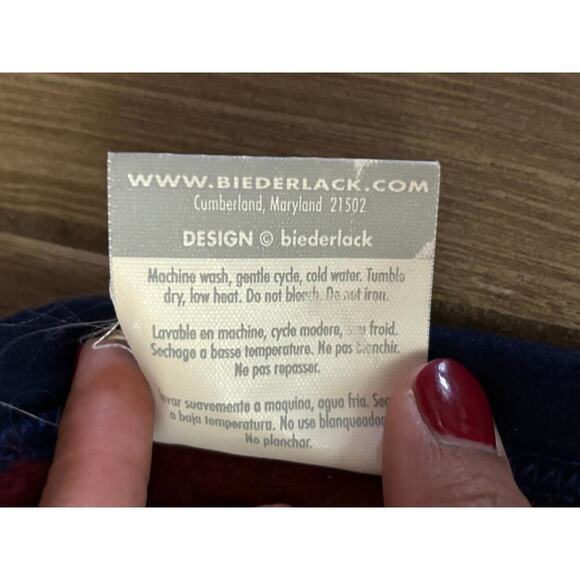 WWW.BIEDERLACK.COM
Cumberland, Maryland 21502
DESIGN © biederlack
Machine wash, gentle cycle, cold water. Tumble
dry, low heat. Do not bleach. Do not iron.
Lavable en machine, cycle modere, eau froid.
Sechage a basse temperature. Ne pas blanchir.
Ne pas repasser.
suavemente a maquina, agua fria.
a baja temperatura. No use blanqueador
No planchar.